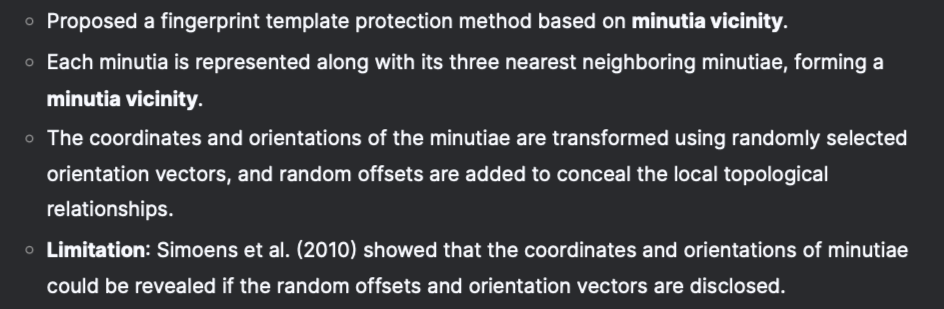 Proposed a fingerprint template protection method based on minutia vicinity.
Each minutia is represented along with its three nearest neighboring minutiae, forming a
minutia vicinity.
The coordinates and orientations of the minutiae are transformed using randomly selected
orientation vectors, and random offsets are added to conceal the local topological
relationships.
Limitation: Simoens et al. (2010) showed that the coordinates and orientations of minutiae
could be revealed if the random offsets and orientation vectors are disclosed.